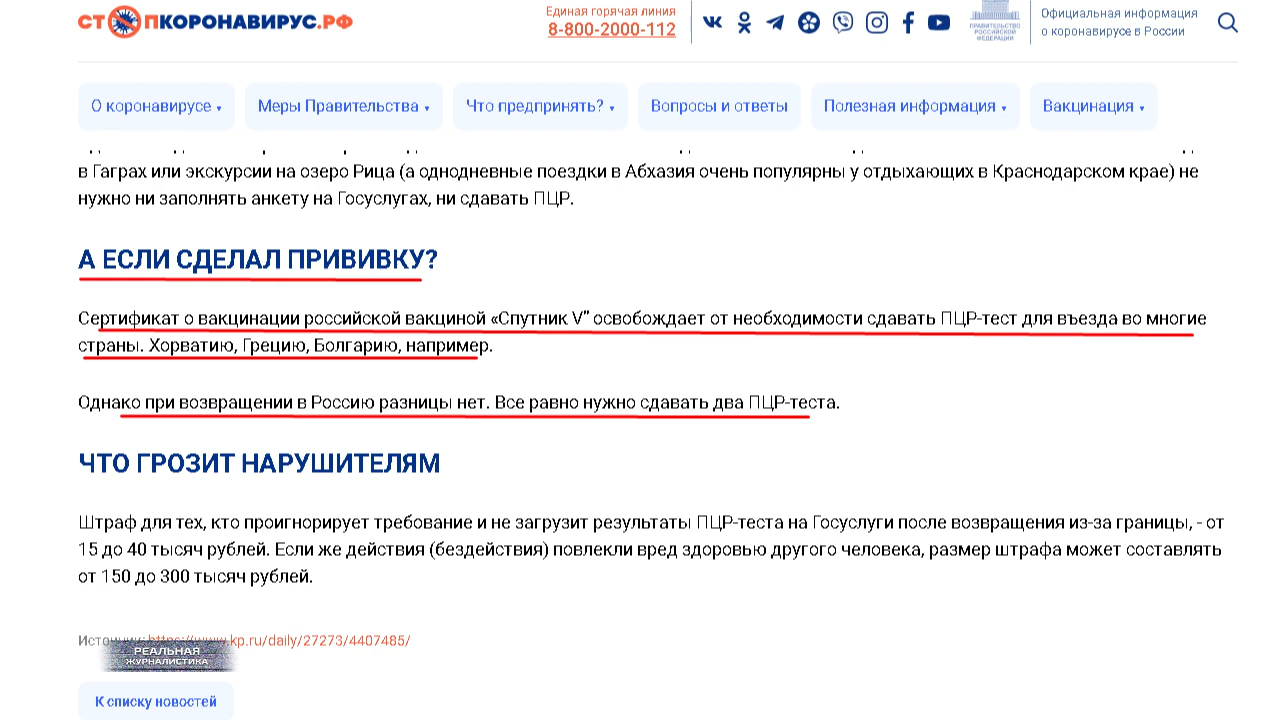 СТОПКОРОНАВИРУС.РФ
Единая горячая линия
8-800-2000-112
ПРАВИТЕЛЬСТВО
РОССИЙСКОЙ
ФЕДЕРАЦИИ
Официальная информация
о коронавирусе в России
О коронавирусе
Меры Правительства
Что предпринять?
Вопросы и ответы
Полезная информация
Вакцинация
в Гаграх или экскурсии на озеро Рица (а однодневные поездки в Абхазия очень популярны у отдыхающих в Краснодарском крае) не
нужно ни заполнять анкету на Госуслугах, ни сдавать ПЦР.
А ЕСЛИ СДЕЛАЛ ПРИВИВКУ?
Сертификат о вакцинации российской вакциной «Спутник V" освобождает от необходимости сдавать ПЦР-тест для въезда во многие
страны. Хорватию, Грецию, Болгарию, например.
Однако при возвращении в Россию разницы нет. Все равно нужно сдавать два ПЦР-теста.
ЧТО ГРОЗИТ НАРУШИТЕЛЯМ
Штраф для тех, кто проигнорирует требование и не загрузит результаты ПЦР-теста на Госуслуги после возвращения из-за границы, - от
15 до 40 тысяч рублей. Если же действия (бездействия) повлекли вред здоровью другого человека, размер штрафа может составлять
от 150 до 300 тысяч рублей.
Источник: https://www.kp.ru/daily/27273/4407485/
РЕАЛЬНАЯ
ЖУРНАЛИСТИКА
К списку новостей